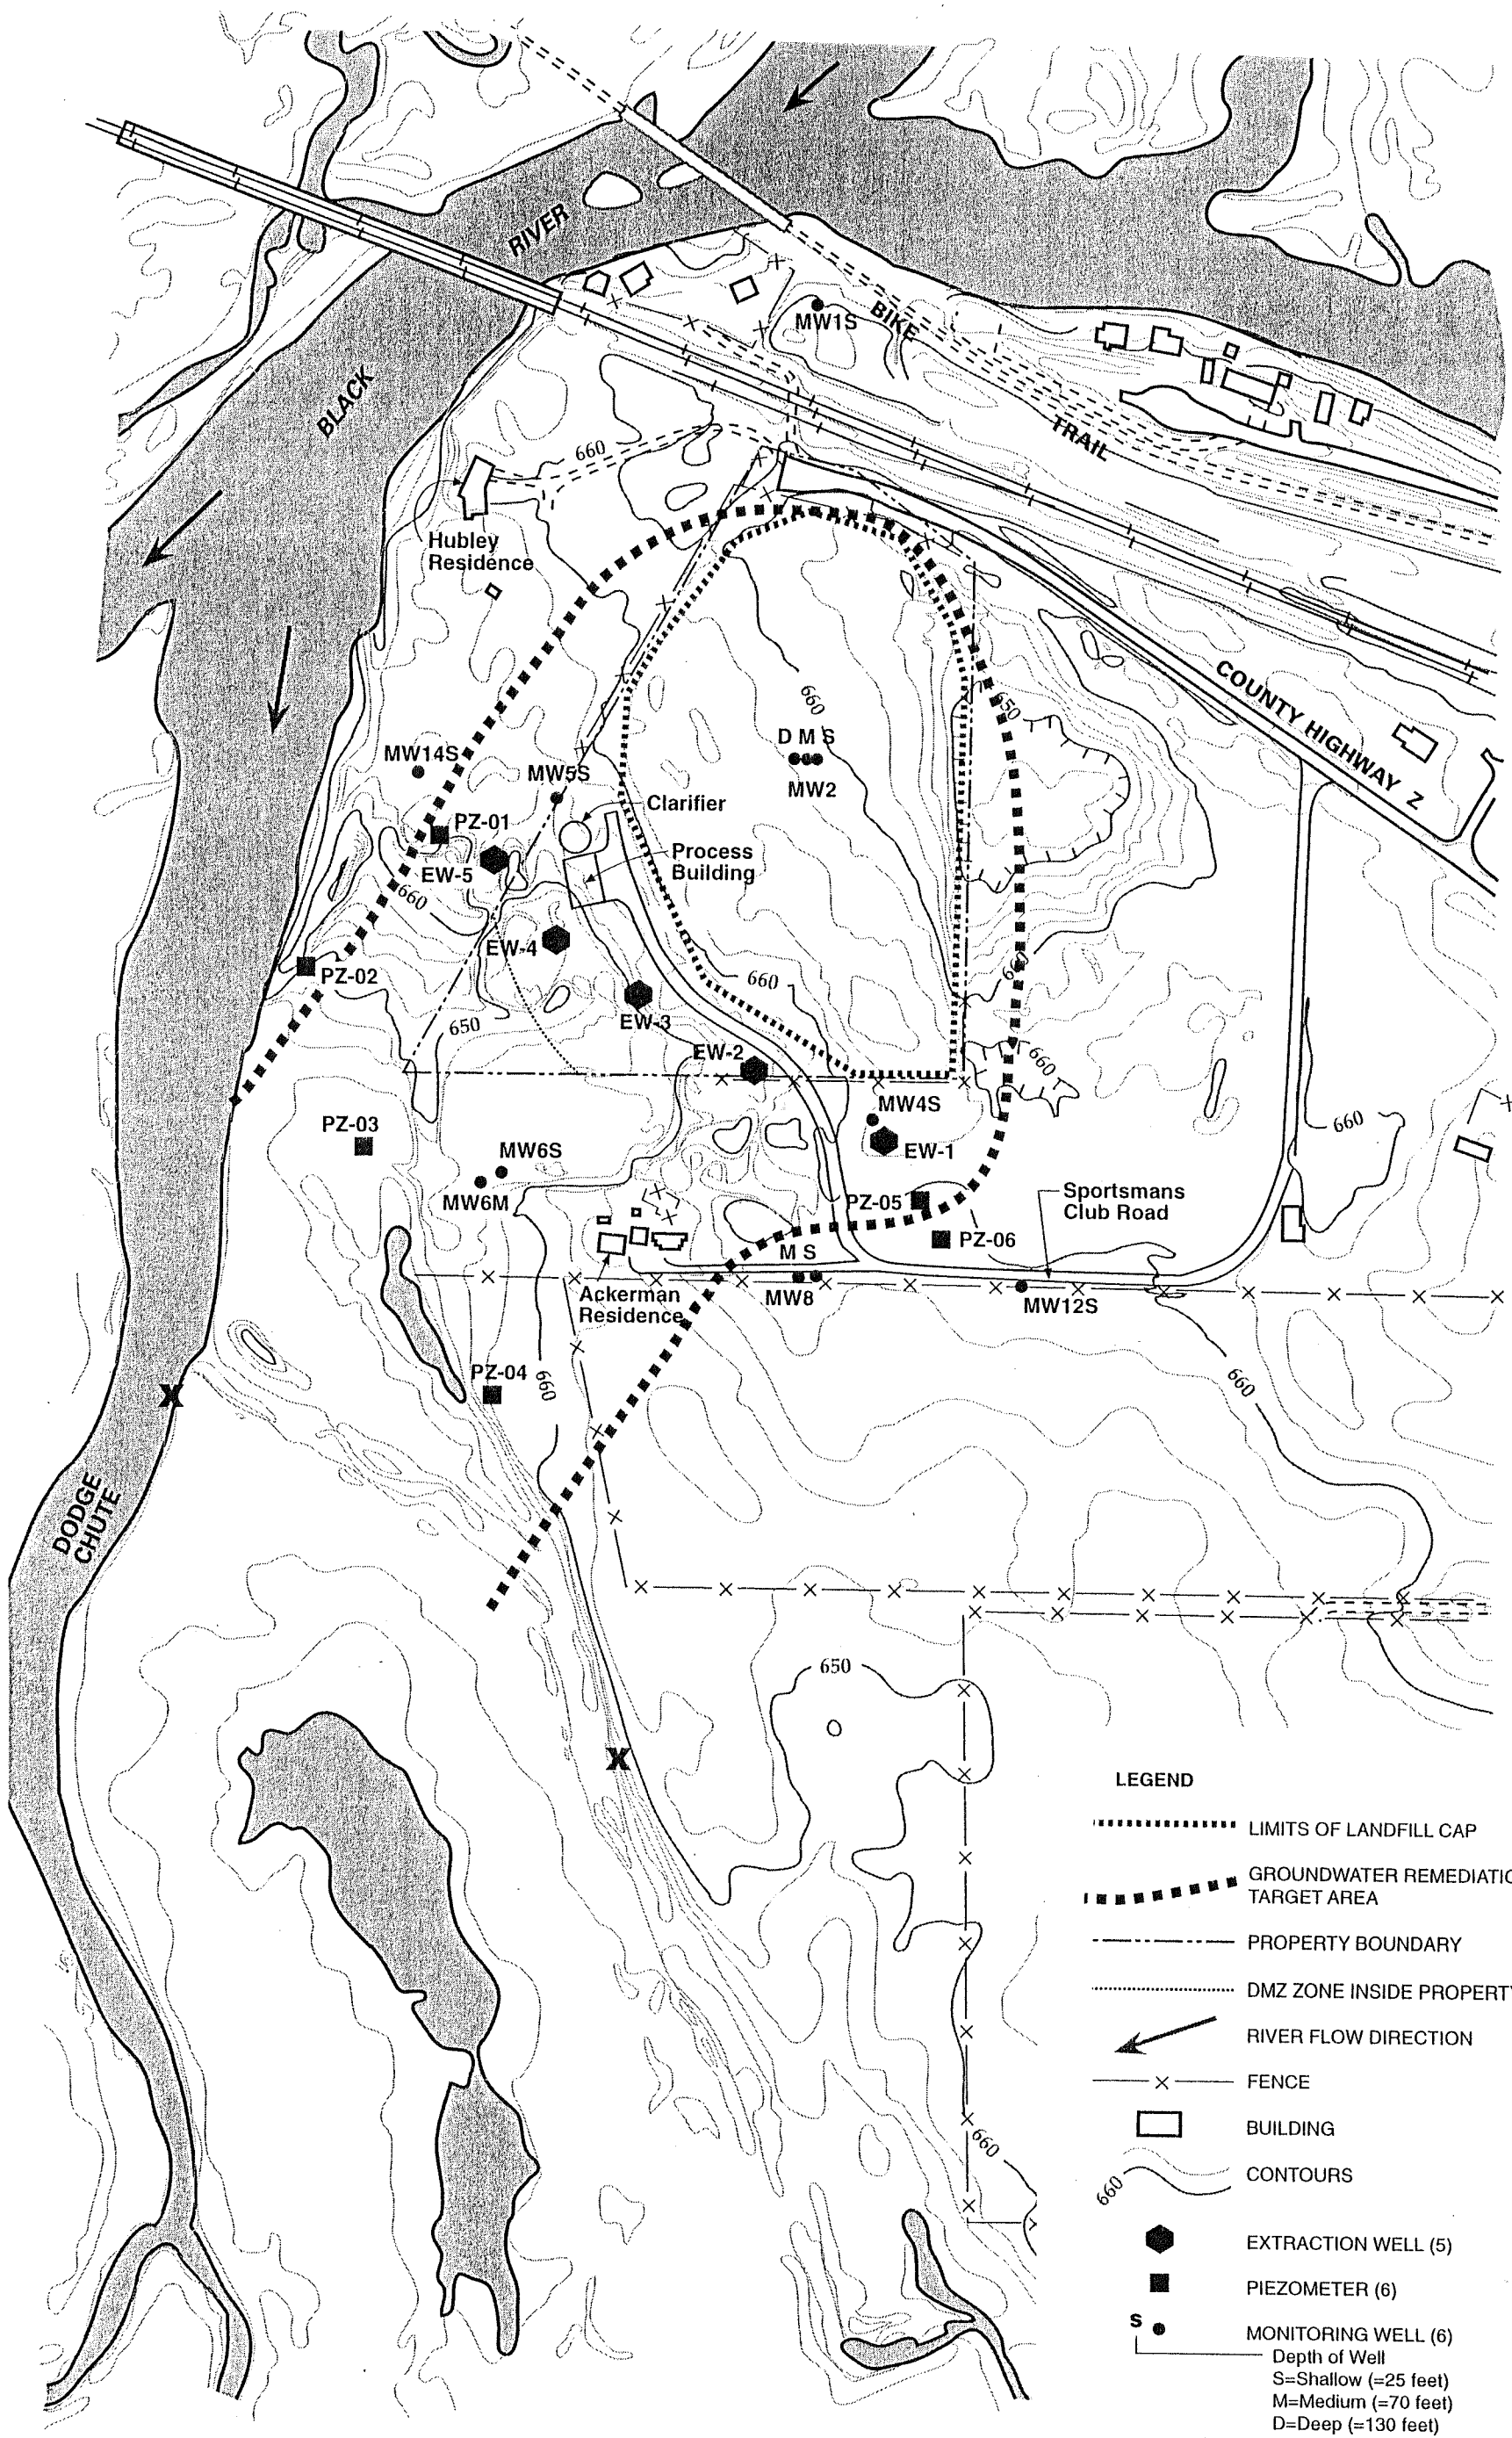 RIVER
BLACK
MW1S
BIKE
TRAIL
660
Hubley
Residence
COUNTY HIGHWAY Z
660
650
D M S
MW2
MW14S
MW5S
Clarifier
PZ-01
Process
Building
EW-5
660
EW-4
PZ-02
660
660
EW-3
650
EW-2
660
MW4S
PZ-03
EW-1
660
MW6S
MW6M
PZ-05
Sportsmans
Club Road
PZ-06
M S
MW8
Ackerman
Residence
MW12S
PZ-04
660
660
X
DODGE
CHUTE
650
X
660
LEGEND
LIMITS OF LANDFILL CAP
GROUNDWATER REMEDIATIO
TARGET AREA
PROPERTY BOUNDARY
DMZ ZONE INSIDE PROPERTY
RIVER FLOW DIRECTION
FENCE
BUILDING
660
CONTOURS
EXTRACTION WELL (5)
PIEZOMETER (6)
S
MONITORING WELL (6)
Depth of Well
S=Shallow (=25 feet)
M=Medium (=70 feet)
D=Deep (=130 feet)